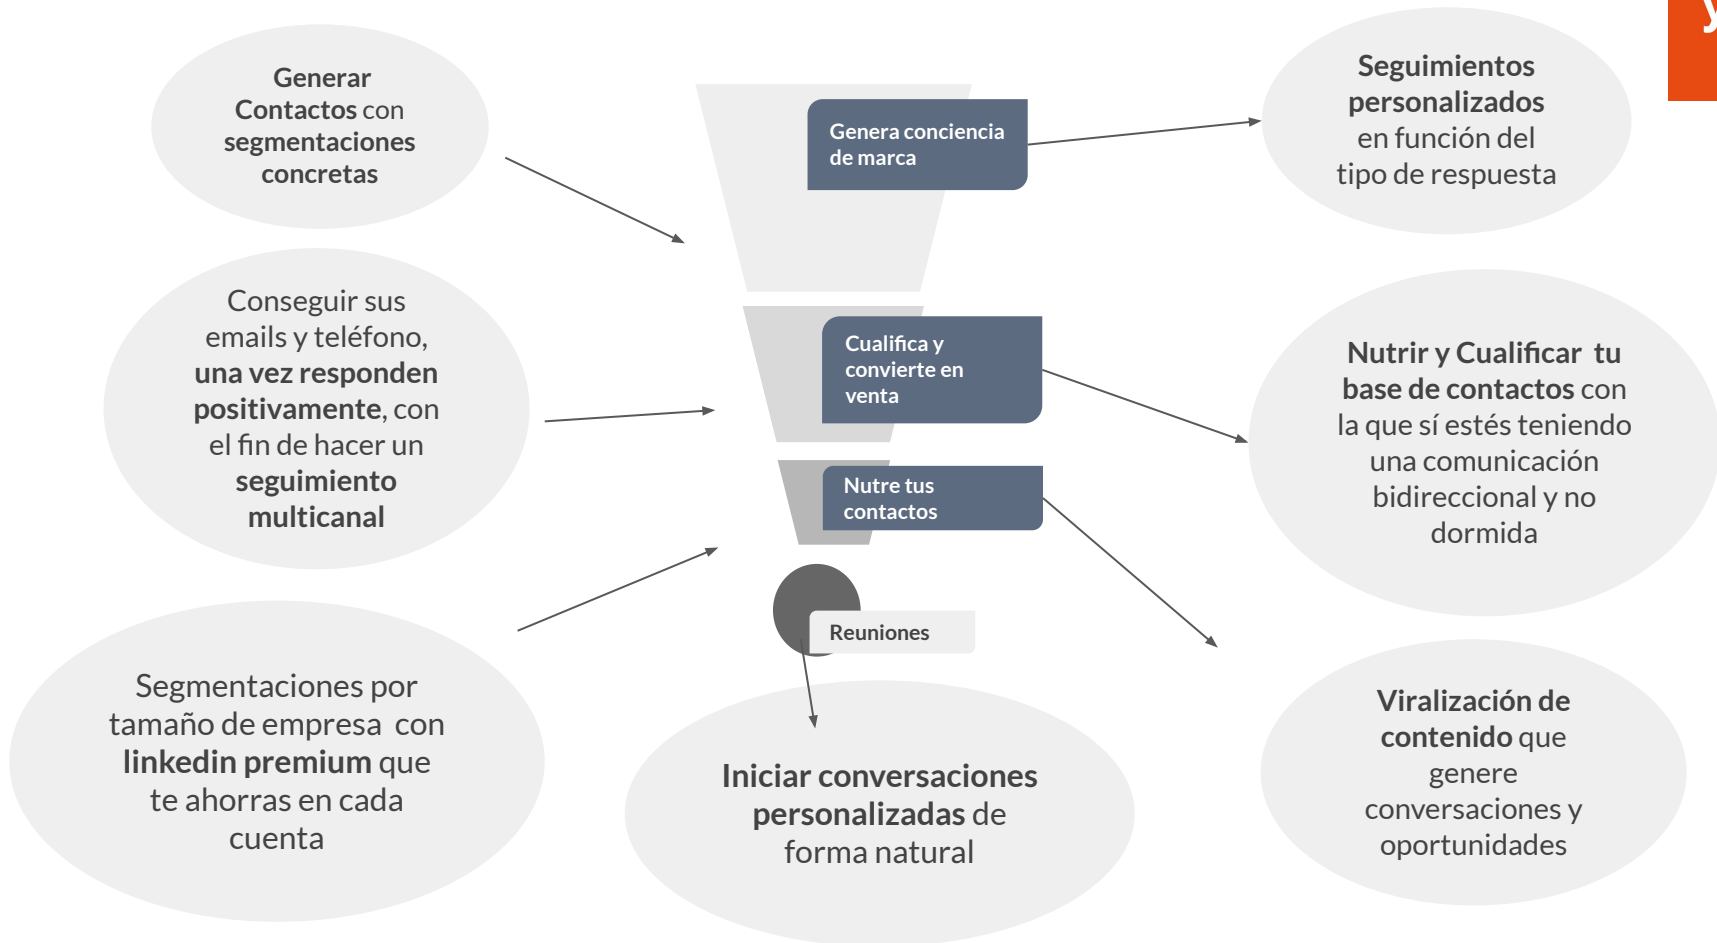 y
Generar
Contactos con
segmentaciones
concretas
Genera conciencia
de marca
Seguimientos
personalizados
en función del
tipo de respuesta
Conseguir sus
emails y teléfono,
una vez responden
positivamente, con
el fin de hacer un
seguimiento
multicanal
Cualifica y
convierte en
venta
Nutrir y Cualificar tu
base de contactos con
la que sí estés teniendo
una comunicación
bidireccional y no
dormida
Nutre tus
contactos
Reuniones
Segmentaciones por
tamaño de empresa con
linkedin premium que
te ahorras en cada
cuenta
Iniciar conversaciones
personalizadas de
forma natural
Viralización de
contenido que
genere
conversaciones y
oportunidades